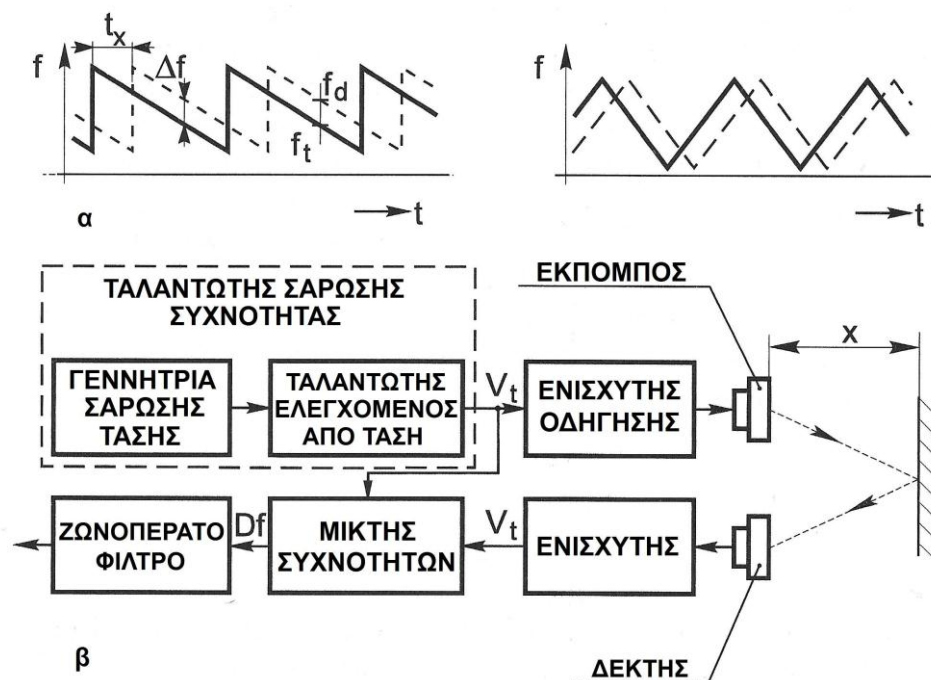 t_x
f
Δf
f_d
f_t
t
α
f
t
ΤΑΛΑΝΤΩΤΗΣ ΣΑΡΩΣΗΣ
ΣΥΧΝΟΤΗΤΑΣ
ΓΕΝΝΗΤΡΙΑ
ΣΑΡΩΣΗΣ
ΤΑΣΗΣ
ΤΑΛΑΝΤΩΤΗΣ
ΕΛΕΓΧΟΜΕΝΟΣ
ΑΠΟ ΤΑΣΗ
V_t
ΕΝΙΣΧΥΤΗΣ
ΟΔΗΓΗΣΗΣ
ΕΚΠΟΜΠΟΣ
x
ΖΩΝΟΠΕΡΑΤΟ
ΦΙΛΤΡΟ
Df
ΜΙΚΤΗΣ
ΣΥΧΝΟΤΗΤΩΝ
V_t
ΕΝΙΣΧΥΤΗΣ
ΔΕΚΤΗΣ
β